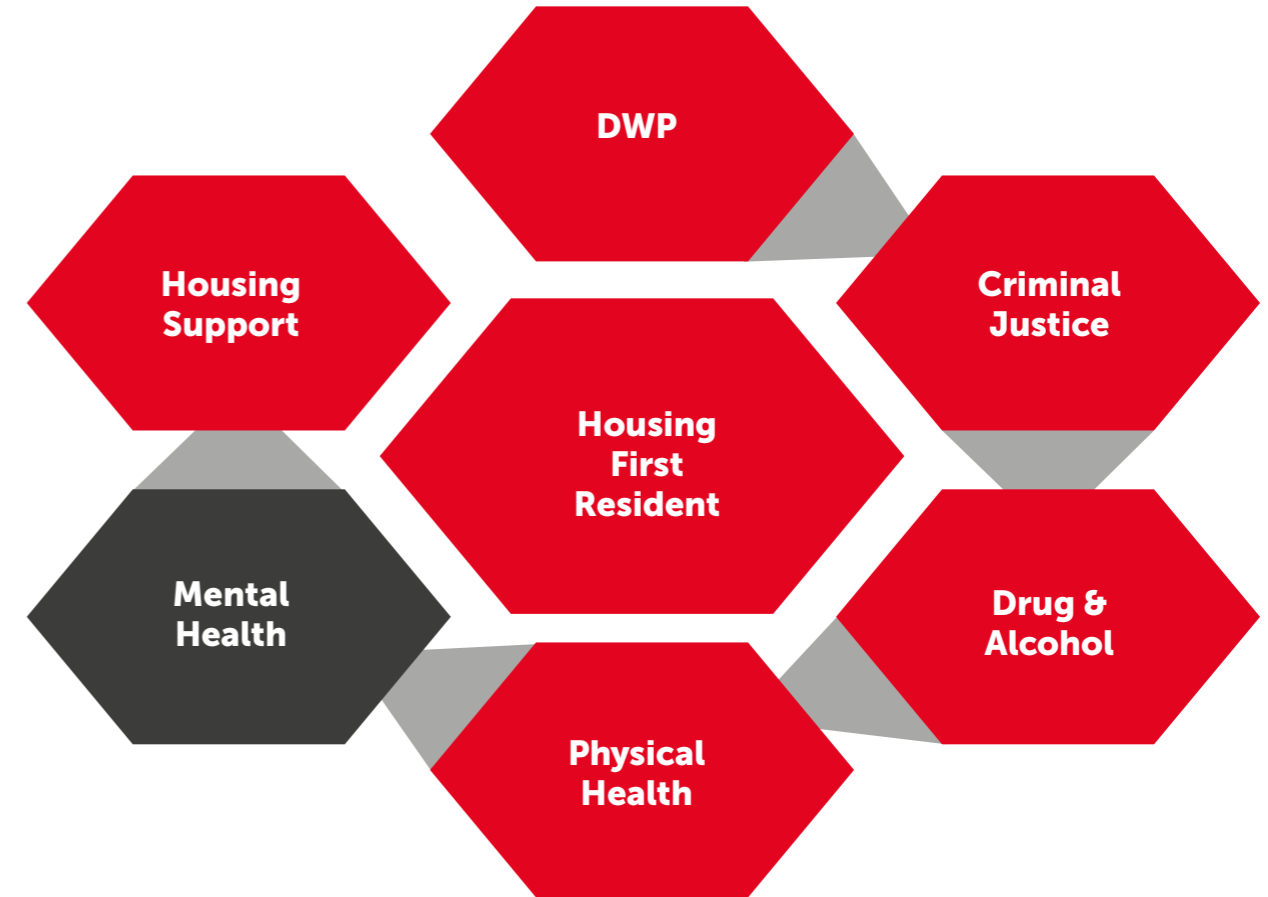 DWP
Housing
Support
Criminal
Justice
Housing
First
Resident
Mental
Health
Drug &
Alcohol
Physical
Health